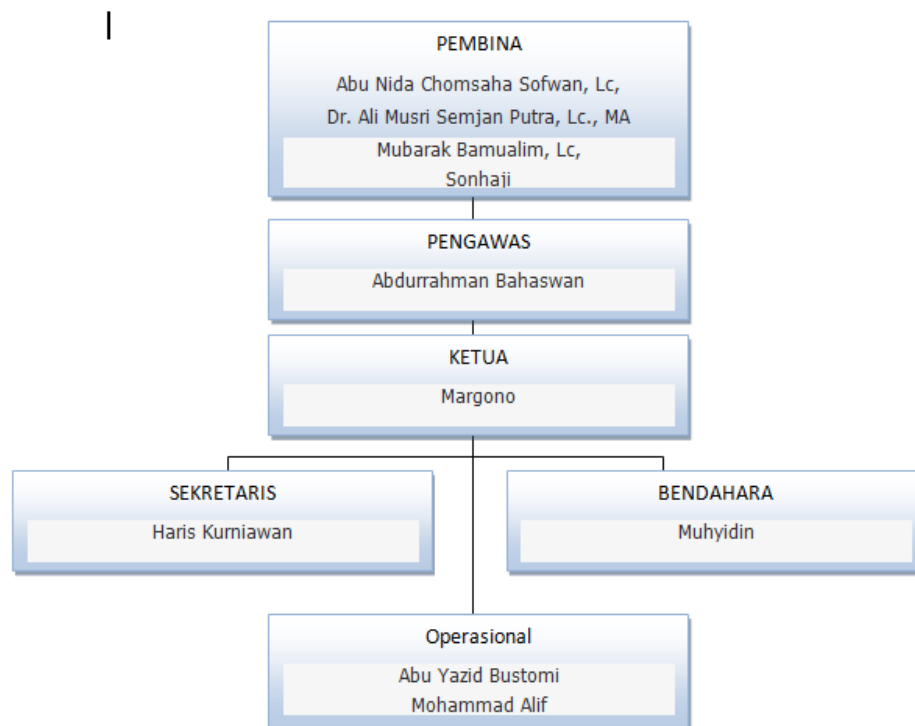 PEMBINA
Abu Nida Chomsaha Sofwan, Lc,
Dr. Ali Musri Semjan Putra, Lc., MA
Mubarak Bamualim, Lc,
Sonhaji
PENGAWAS
Abdurrahman Bahaswan
KETUA
Margono
SEKRETARIS
Haris Kurniawan
BENDAHARA
Muhyidin
Operasional
Abu Yazid Bustomi
Mohammad Alif